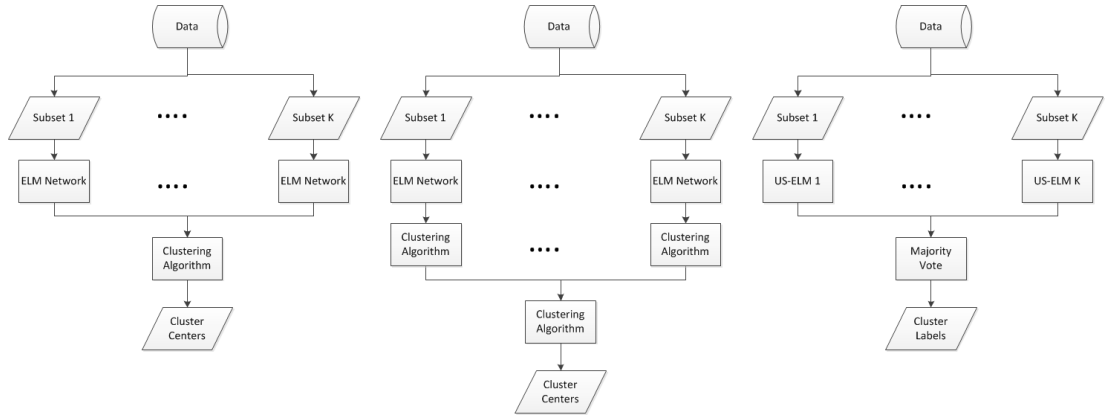 Data
Subset 1
....
Subset K
ELM Network
....
ELM Network
Clustering
Algorithm
Cluster
Centers
Data
Subset 1
....
Subset K
ELM Network
....
ELM Network
Clustering
Algorithm
....
Clustering
Algorithm
Clustering
Algorithm
Cluster
Centers
Data
Subset 1
....
Subset K
US-ELM 1
....
US-ELM K
Majority
Vote
Cluster
Labels